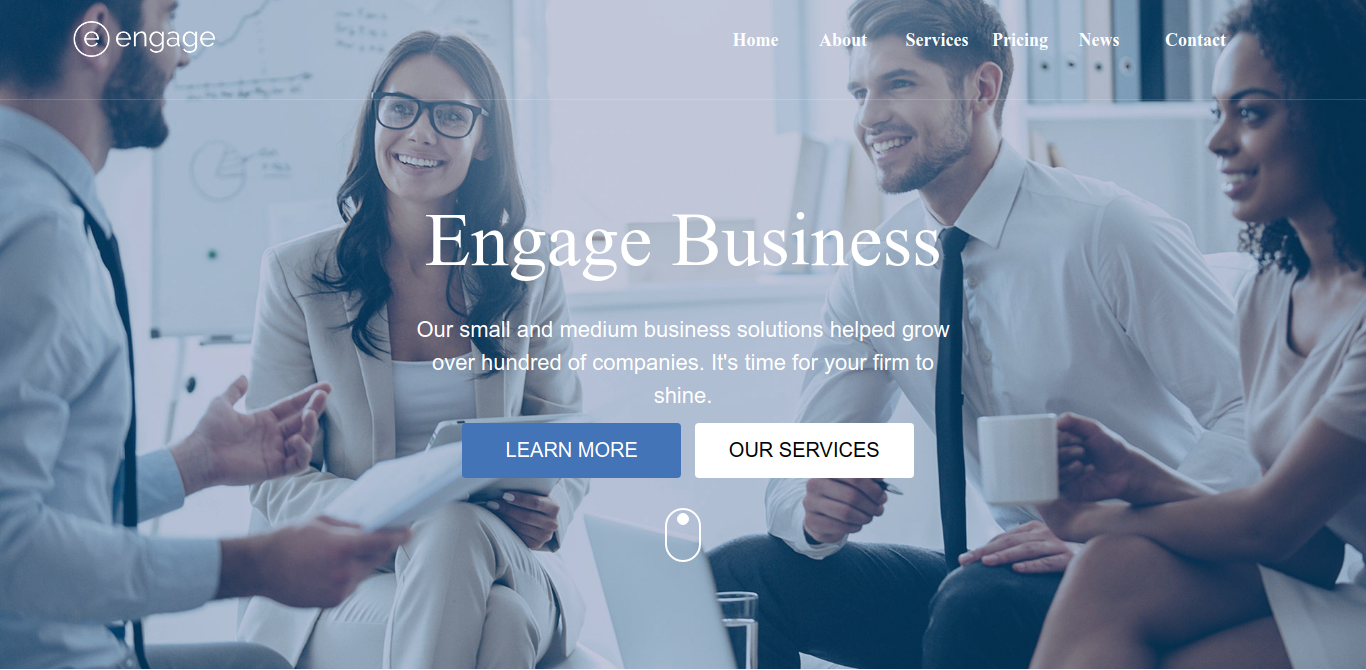 e engage
Home About Services Pricing News Contact
Engage Business
Our small and medium business solutions helped grow
over hundred of companies. It's time for your firm to
shine.
LEARN MORE OUR SERVICES